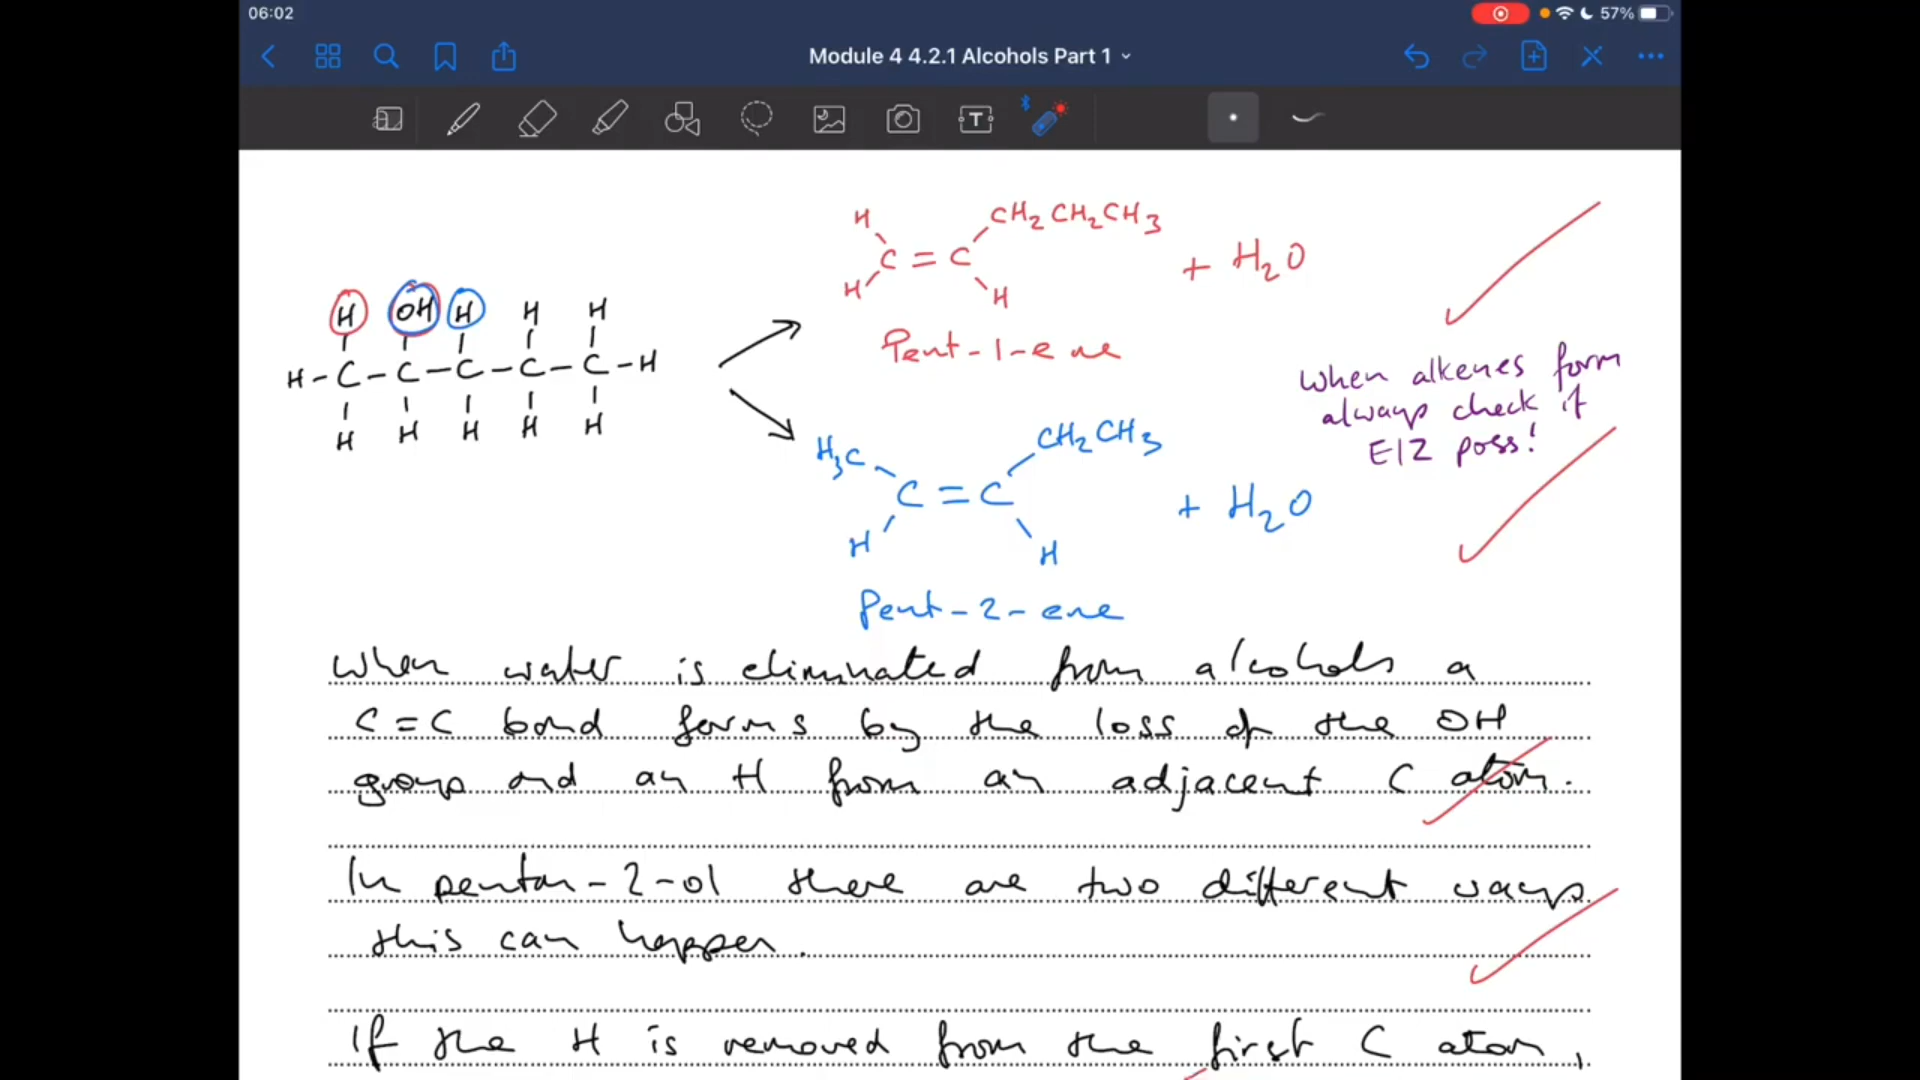 06:02
57%
Module 4 4.2.1 Alcohols Part 1
T
CH2CH2CH3
H
C = C
+ H2O
H
H
Pent-1-ene
H OH H H H
H-C-C-C-C-C-H
H H H H H
When alkenes form
always check if
E/Z poss!
H3C
CH2CH3
C = C
+ H2O
H
H
Pent-2-ene
When water is eliminated from alcohols a
C=C bond forms by the loss of the OH
group and an H from an adjacent C atom.
In pentan-2-ol there are two different ways
this can happen.
If the H is removed from the first C atom,